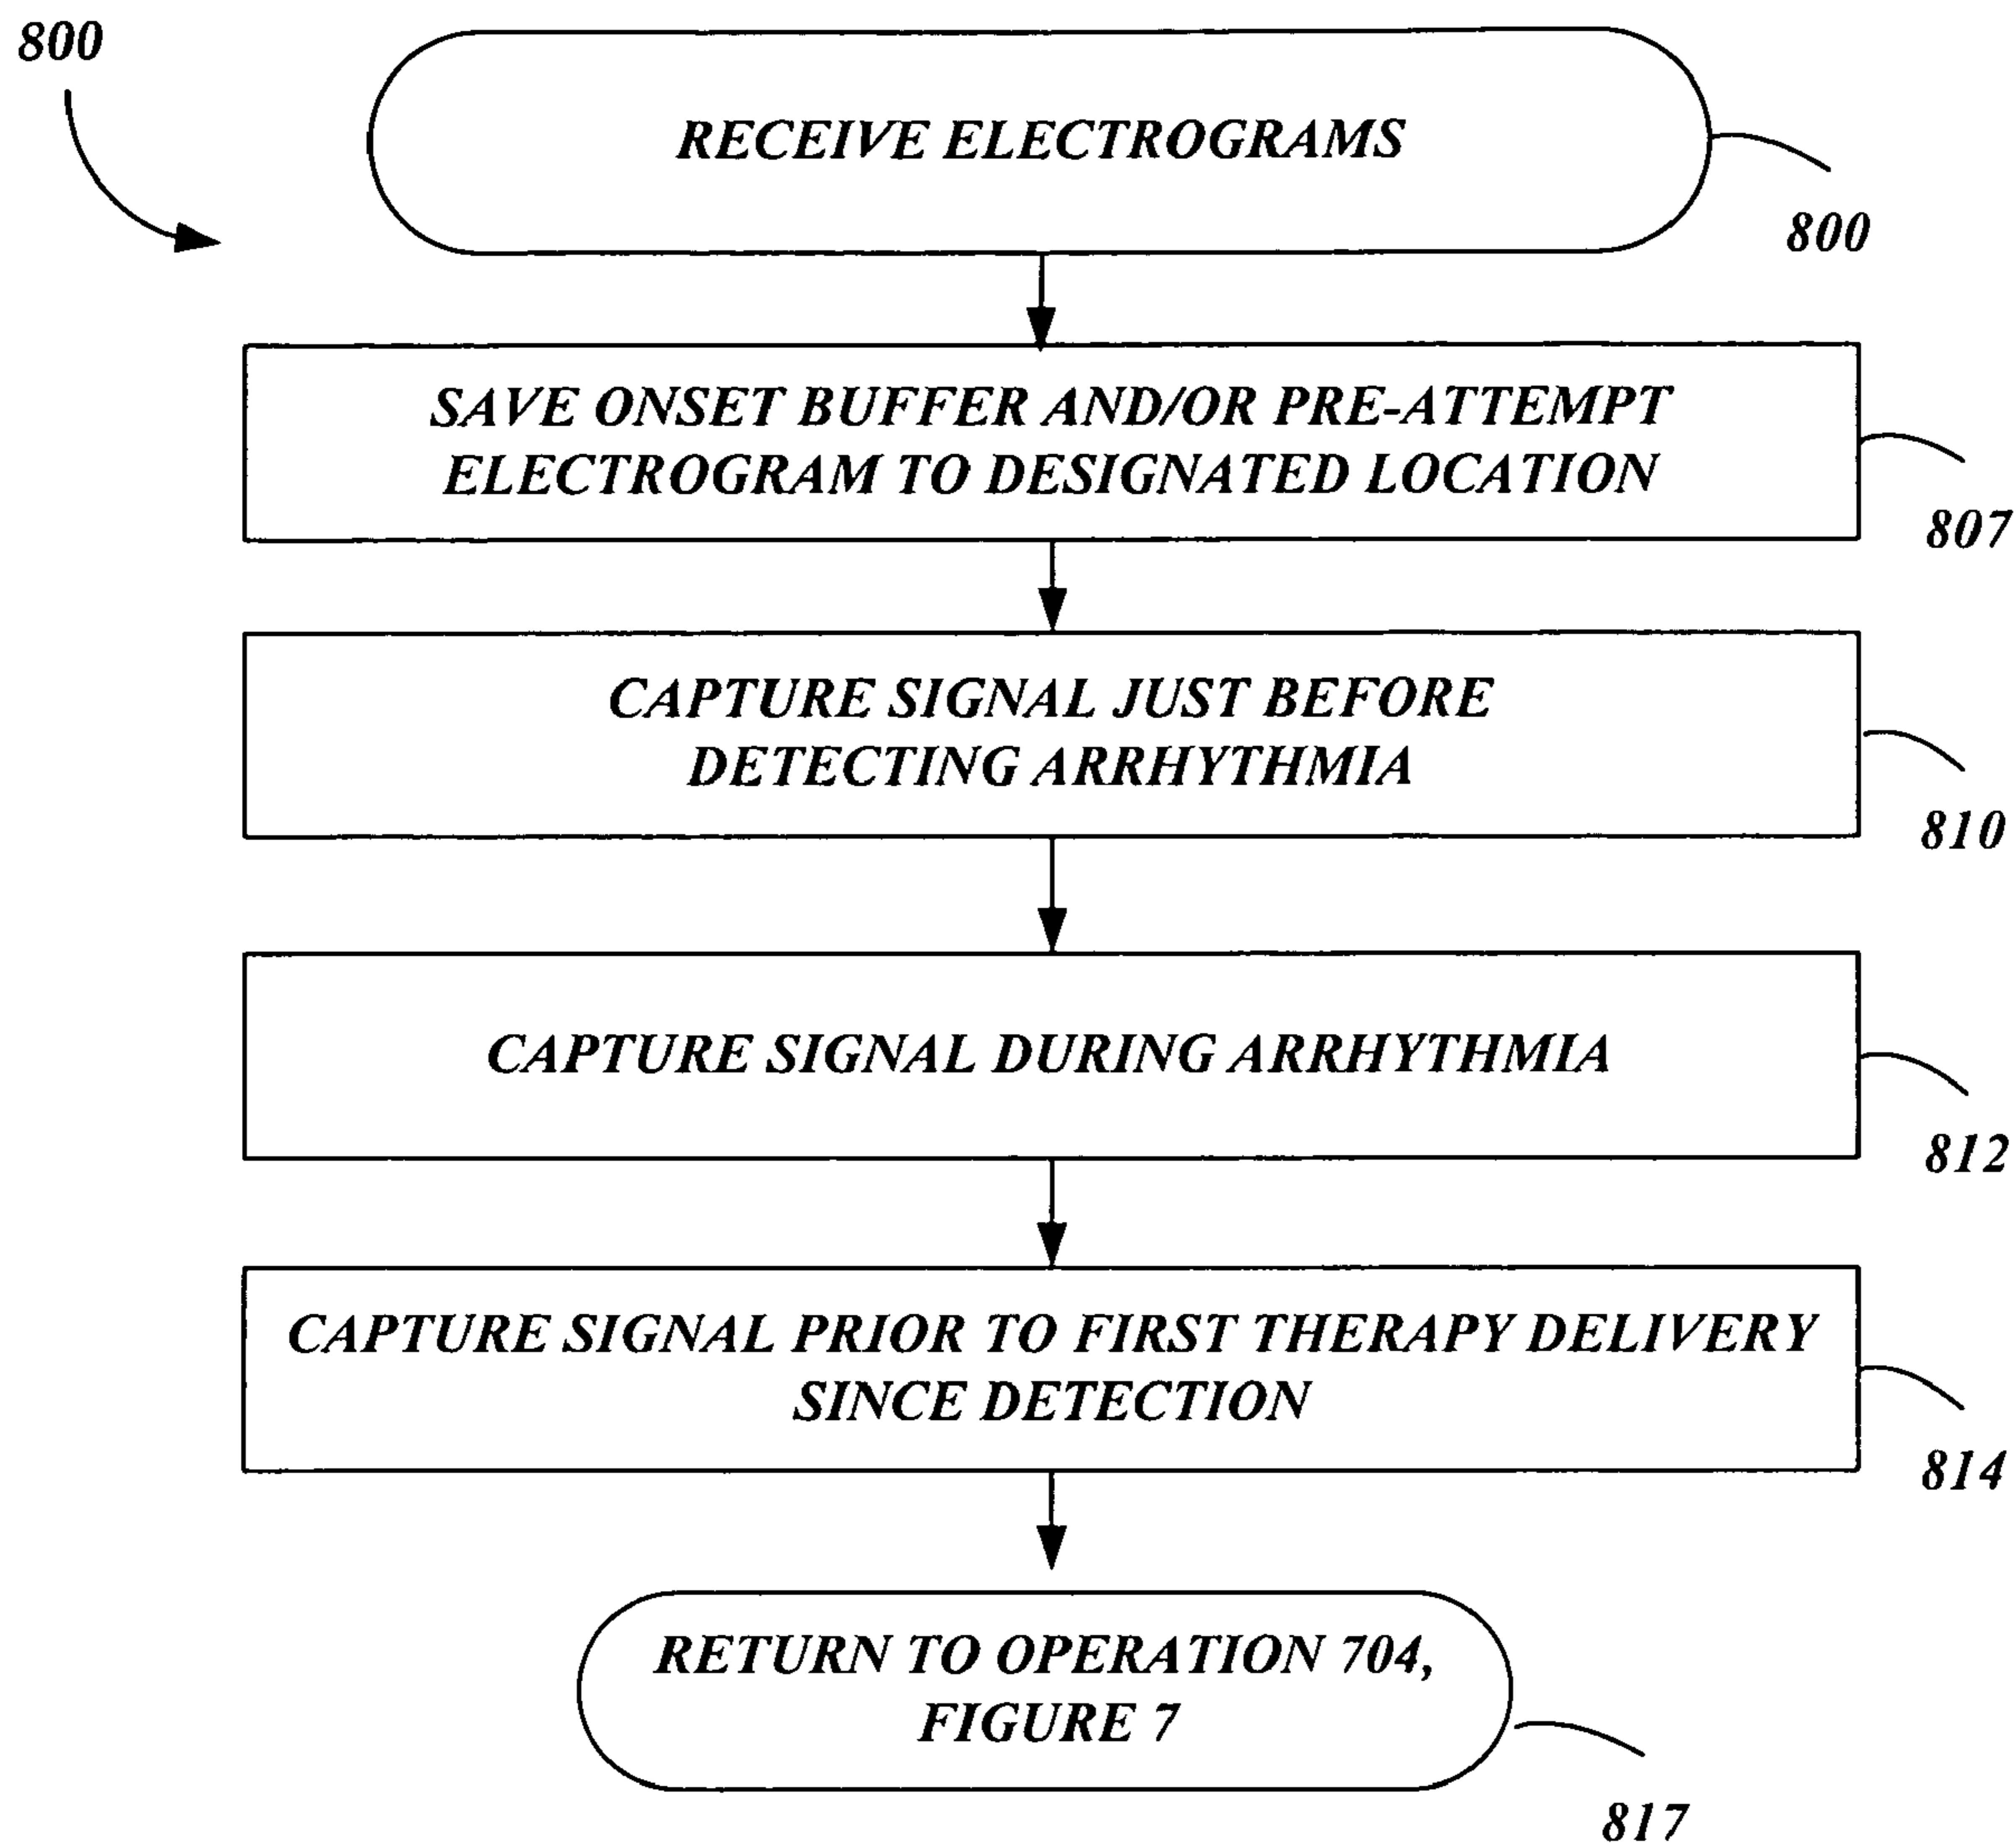 800
RECEIVE ELECTROGRAMS
800
SAVE ONSET BUFFER AND/OR PRE-ATTEMPT
ELECTROGRAM TO DESIGNATED LOCATION
807
CAPTURE SIGNAL JUST BEFORE
DETECTING ARRHYTHMIA
810
CAPTURE SIGNAL DURING ARRHYTHMIA
812
CAPTURE SIGNAL PRIOR TO FIRST THERAPY DELIVERY
SINCE DETECTION
814
RETURN TO OPERATION 704,
FIGURE 7
817